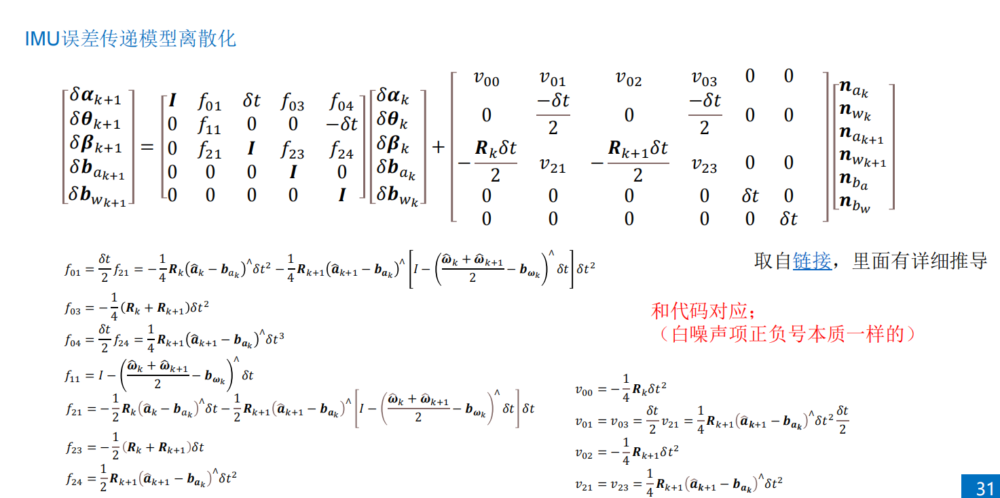 IMU误差传递模型离散化
$$\begin{bmatrix} \delta\boldsymbol{\alpha}_{k+1} \\ \delta\boldsymbol{\theta}_{k+1} \\ \delta\boldsymbol{\beta}_{k+1} \\ \delta\boldsymbol{b}_{a_{k+1}} \\ \delta\boldsymbol{b}_{w_{k+1}} \end{bmatrix} = \begin{bmatrix} \boldsymbol{I} & f_{01} & \delta t & f_{03} & f_{04} \\ 0 & f_{11} & 0 & 0 & -\delta t \\ 0 & f_{21} & \boldsymbol{I} & f_{23} & f_{24} \\ 0 & 0 & 0 & \boldsymbol{I} & 0 \\ 0 & 0 & 0 & 0 & \boldsymbol{I} \end{bmatrix} \begin{bmatrix} \delta\boldsymbol{\alpha}_k \\ \delta\boldsymbol{\theta}_k \\ \delta\boldsymbol{\beta}_k \\ \delta\boldsymbol{b}_{a_k} \\ \delta\boldsymbol{b}_{w_k} \end{bmatrix} + \begin{bmatrix} v_{00} & v_{01} & v_{02} & v_{03} & 0 & 0 \\ 0 & \frac{-\delta t}{2} & 0 & \frac{-\delta t}{2} & 0 & 0 \\ -\frac{\boldsymbol{R}_k\delta t}{2} & v_{21} & -\frac{\boldsymbol{R}_{k+1}\delta t}{2} & v_{23} & 0 & 0 \\ 0 & 0 & 0 & 0 & \delta t & 0 \\ 0 & 0 & 0 & 0 & 0 & \delta t \end{bmatrix} \begin{bmatrix} \boldsymbol{n}_{a_k} \\ \boldsymbol{n}_{w_k} \\ \boldsymbol{n}_{a_{k+1}} \\ \boldsymbol{n}_{w_{k+1}} \\ \boldsymbol{n}_{b_a} \\ \boldsymbol{n}_{b_w} \end{bmatrix}$$
$f_{01} = \frac{\delta t}{2} f_{21} = -\frac{1}{4}\boldsymbol{R}_k(\hat{\boldsymbol{a}}_k - \boldsymbol{b}_{a_k})^{\wedge}\delta t^2 - \frac{1}{4}\boldsymbol{R}_{k+1}(\hat{\boldsymbol{a}}_{k+1} - \boldsymbol{b}_{a_k})^{\wedge}\left[I - \left(\frac{\hat{\boldsymbol{\omega}}_k + \hat{\boldsymbol{\omega}}_{k+1}}{2} - \boldsymbol{b}_{\omega_k}\right)^{\wedge}\delta t\right]\delta t^2$
取自链接，里面有详细推导
$f_{03} = -\frac{1}{4}(\boldsymbol{R}_k + \boldsymbol{R}_{k+1})\delta t^2$
$f_{04} = \frac{\delta t}{2} f_{24} = \frac{1}{4}\boldsymbol{R}_{k+1}(\hat{\boldsymbol{a}}_{k+1} - \boldsymbol{b}_{a_k})^{\wedge}\delta t^3$
$f_{11} = I - \left(\frac{\hat{\boldsymbol{\omega}}_k + \hat{\boldsymbol{\omega}}_{k+1}}{2} - \boldsymbol{b}_{\omega_k}\right)^{\wedge}\delta t$
$f_{21} = -\frac{1}{2}\boldsymbol{R}_k(\hat{\boldsymbol{a}}_k - \boldsymbol{b}_{a_k})^{\wedge}\delta t - \frac{1}{2}\boldsymbol{R}_{k+1}(\hat{\boldsymbol{a}}_{k+1} - \boldsymbol{b}_{a_k})^{\wedge}\left[I - \left(\frac{\hat{\boldsymbol{\omega}}_k + \hat{\boldsymbol{\omega}}_{k+1}}{2} - \boldsymbol{b}_{\omega_k}\right)^{\wedge}\delta t\right]\delta t$
$f_{23} = -\frac{1}{2}(\boldsymbol{R}_k + \boldsymbol{R}_{k+1})\delta t$
$f_{24} = \frac{1}{2}\boldsymbol{R}_{k+1}(\hat{\boldsymbol{a}}_{k+1} - \boldsymbol{b}_{a_k})^{\wedge}\delta t^2$
和代码对应；
（白噪声项正负号本质一样的）
$v_{00} = -\frac{1}{4}\boldsymbol{R}_k\delta t^2$
$v_{01} = v_{03} = \frac{\delta t}{2} v_{21} = \frac{1}{4}\boldsymbol{R}_{k+1}(\hat{\boldsymbol{a}}_{k+1} - \boldsymbol{b}_{a_k})^{\wedge}\delta t^2\frac{\delta t}{2}$
$v_{02} = -\frac{1}{4}\boldsymbol{R}_{k+1}\delta t^2$
$v_{21} = v_{23} = \frac{1}{4}\boldsymbol{R}_{k+1}(\hat{\boldsymbol{a}}_{k+1} - \boldsymbol{b}_{a_k})^{\wedge}\delta t^2$
31